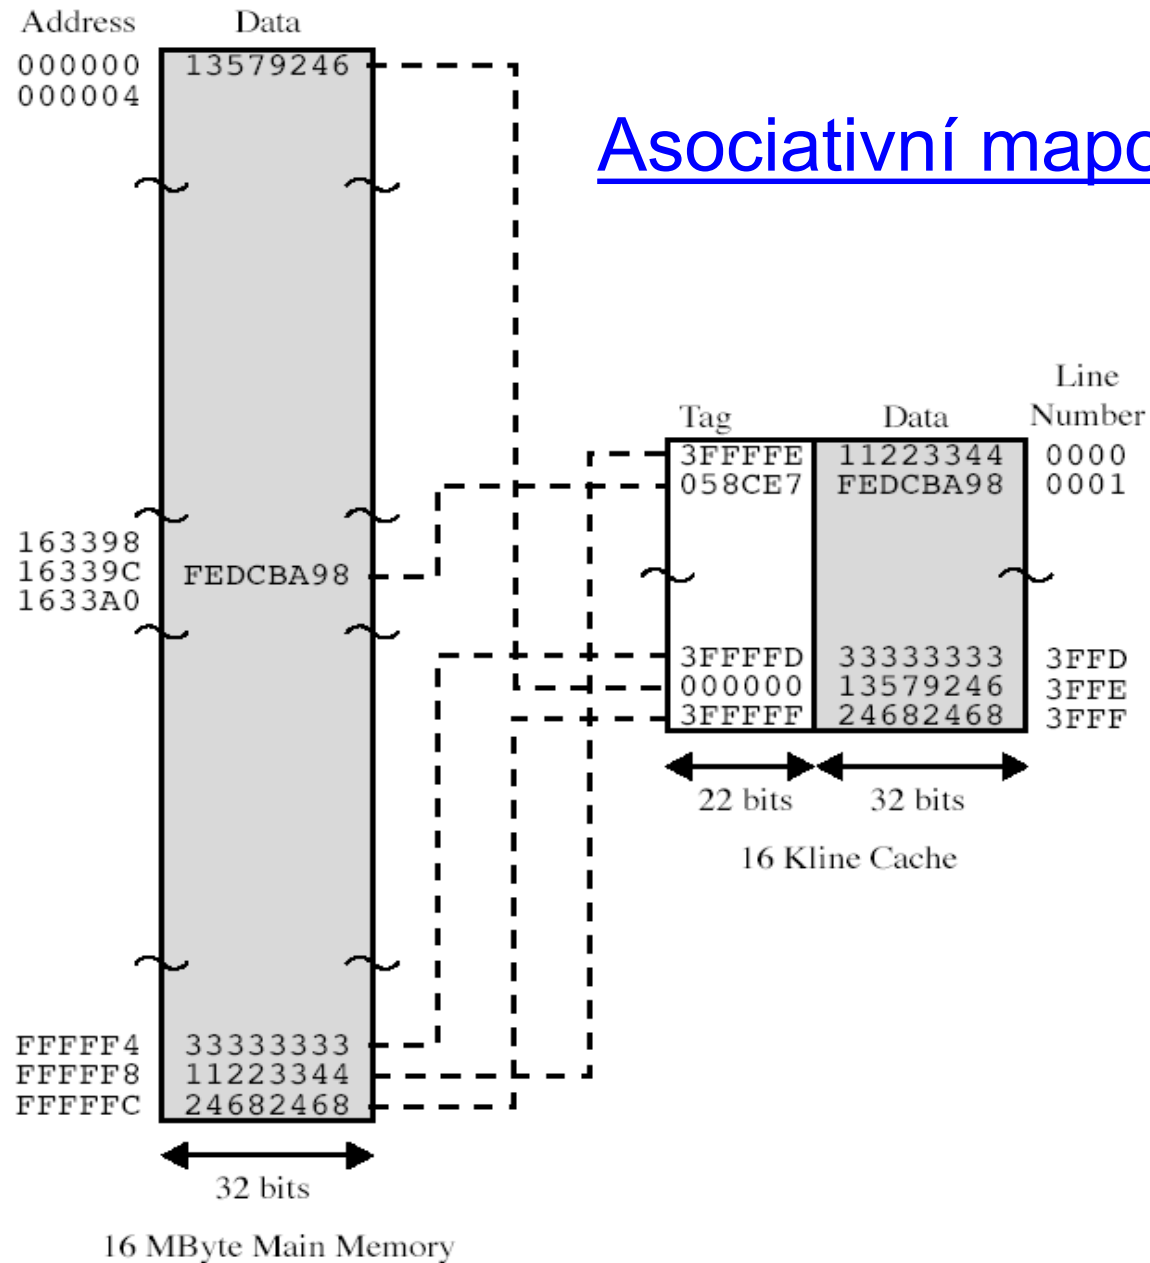 Address Data
000000 13579246
000004
Asociativní
163398
16339C FEDCBA98
1633A0
FFFFF4 33333333
FFFFF8 11223344
FFFFFC 24682468
32 bits
16 MByte Main Memory
Line
Tag Data Number
3FFFFE 11223344 0000
058CE7 FEDCBA98 0001
3FFFFD 33333333 3FFD
000000 13579246 3FFE
3FFFFF 24682468 3FFF
22 bits 32 bits
16 Kline Cache